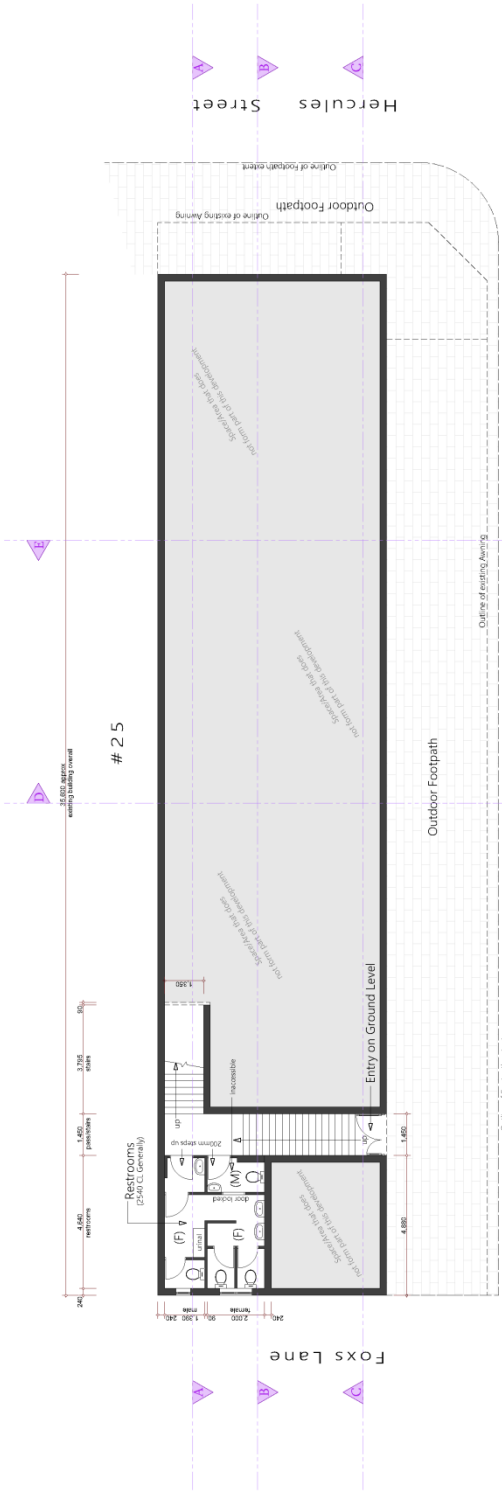 A
B
C
Hercules Street
Outline of Footpath extent
Outdoor Footpath
Outline of existing Awning
Space/Area that does
not form part of this development
E
#25
D
35,600 approx
existing building overall
Space/Area that does
not form part of this development
Outline of existing Awning
Outdoor Footpath
Space/Area that does
not form part of this development
1,380
90
3,795
stairs
1,460
pass/stairs
4,640
restrooms
240
up
inaccessible
Entry on Ground Level
up
1,460
4,880
200mm steps up
Restrooms
(2540 CL Generally)
(M)
door locked
(F)
urinal
(F)
Space/Area that does
not form part of this development
240
1,390
male
90
2,000
female
240
Foxs Lane
A
B
C